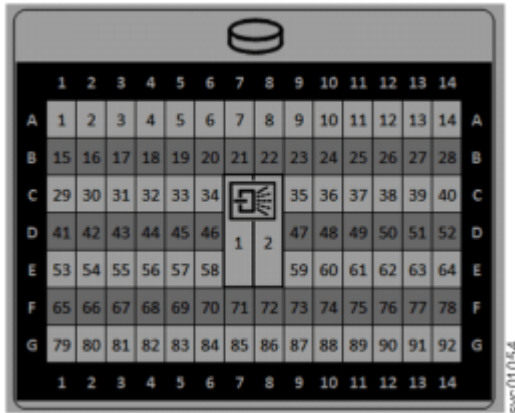 1 2 3 4 5 6 7 8 9 10 11 12 13 14
A 1 2 3 4 5 6 7 8 9 10 11 12 13 14 A
B 15 16 17 18 19 20 21 22 23 24 25 26 27 28 B
C 29 30 31 32 33 34 35 36 37 38 39 40 C
D 41 42 43 44 45 46 1 2 47 48 49 50 51 52 D
E 53 54 55 56 57 58 59 60 61 62 63 64 E
F 65 66 67 68 69 70 71 72 73 74 75 76 77 78 F
G 79 80 81 82 83 84 85 86 87 88 89 90 91 92 G
1 2 3 4 5 6 7 8 9 10 11 12 13 14
svc01054